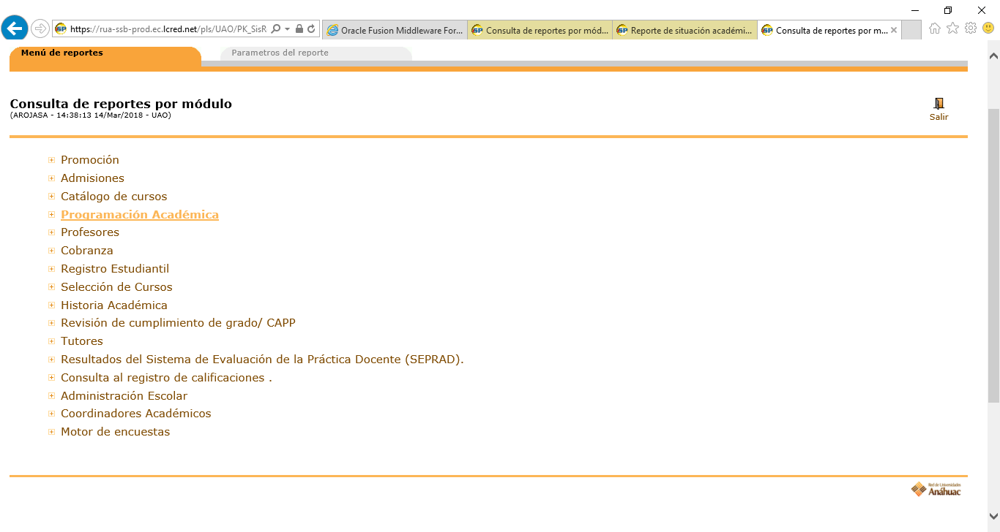 https://rua-ssb-prod.ec.lcred.net/pls/UAO/PK_SisR
Oracle Fusion Middleware For...
Consulta de reportes por mód...
Reporte de situación académi...
Consulta de reportes por m...
Menú de reportes
Parametros del reporte
Consulta de reportes por módulo
(AROJASA - 14:38:13 14/Mar/2018 - UAO)
Salir
Promoción
Admisiones
Catálogo de cursos
Programación Académica
Profesores
Cobranza
Registro Estudiantil
Selección de Cursos
Historia Académica
Revisión de cumplimiento de grado/ CAPP
Tutores
Resultados del Sistema de Evaluación de la Práctica Docente (SEPRAD).
Consulta al registro de calificaciones .
Administración Escolar
Coordinadores Académicos
Motor de encuestas
Red de Universidades
Anáhuac